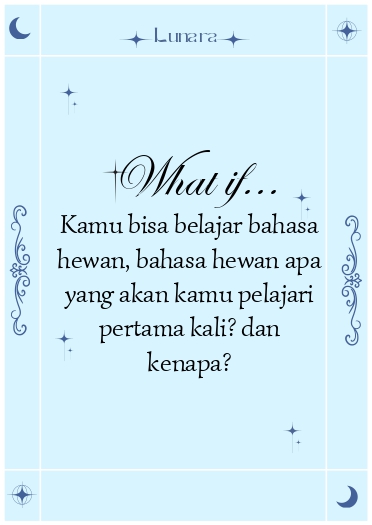 Lunara
What if...
Kamu bisa belajar bahasa
hewan, bahasa hewan apa
yang akan kamu pelajari
pertama kali? dan
kenapa?